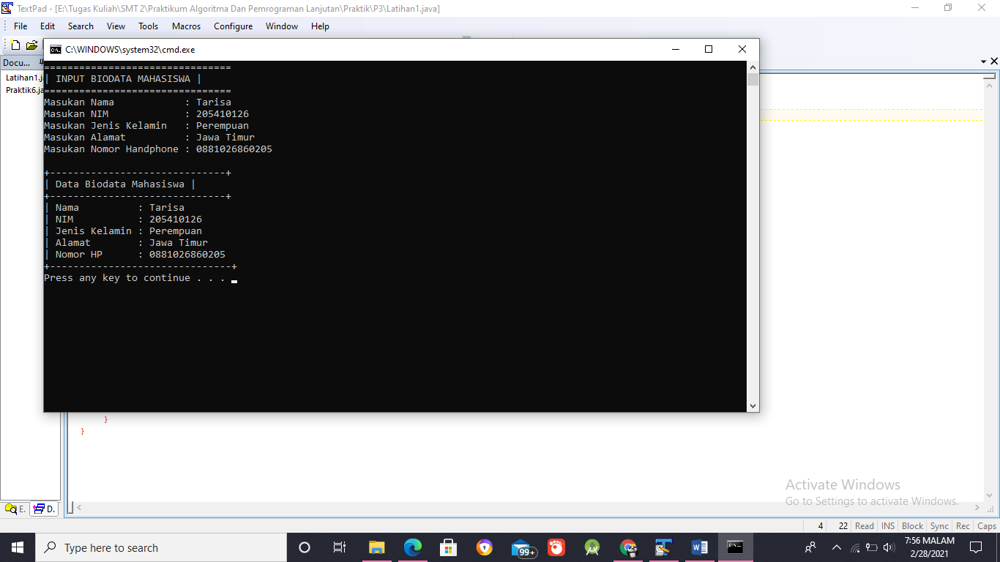 TextPad - [E:\Tugas Kuliah\SMT 2\Praktikum Algoritma Dan Pemrograman Lanjutan\Praktik\P3\Latihan1.java]
File Edit Search View Tools Macros Configure Window Help
C:\WINDOWS\system32\cmd.exe
Docu...
Latihan1.j
Praktik6.ja
================================
| INPUT BIODATA MAHASISWA |
================================
Masukan Nama            : Tarisa
Masukan NIM             : 205410126
Masukan Jenis Kelamin   : Perempuan
Masukan Alamat          : Jawa Timur
Masukan Nomor Handphone : 0881026860205
+------------------------------+
| Data Biodata Mahasiswa |
+------------------------------+
| Nama          : Tarisa
| NIM           : 205410126
| Jenis Kelamin : Perempuan
| Alamat        : Jawa Timur
| Nomor HP      : 0881026860205
+-------------------------------+
Press any key to continue . . .
}
}
Activate Windows
Go to Settings to activate Windows.
E. D.
4 22 Read INS Block Sync Rec Caps
Type here to search
99+
7:56 MALAM
2/28/2021